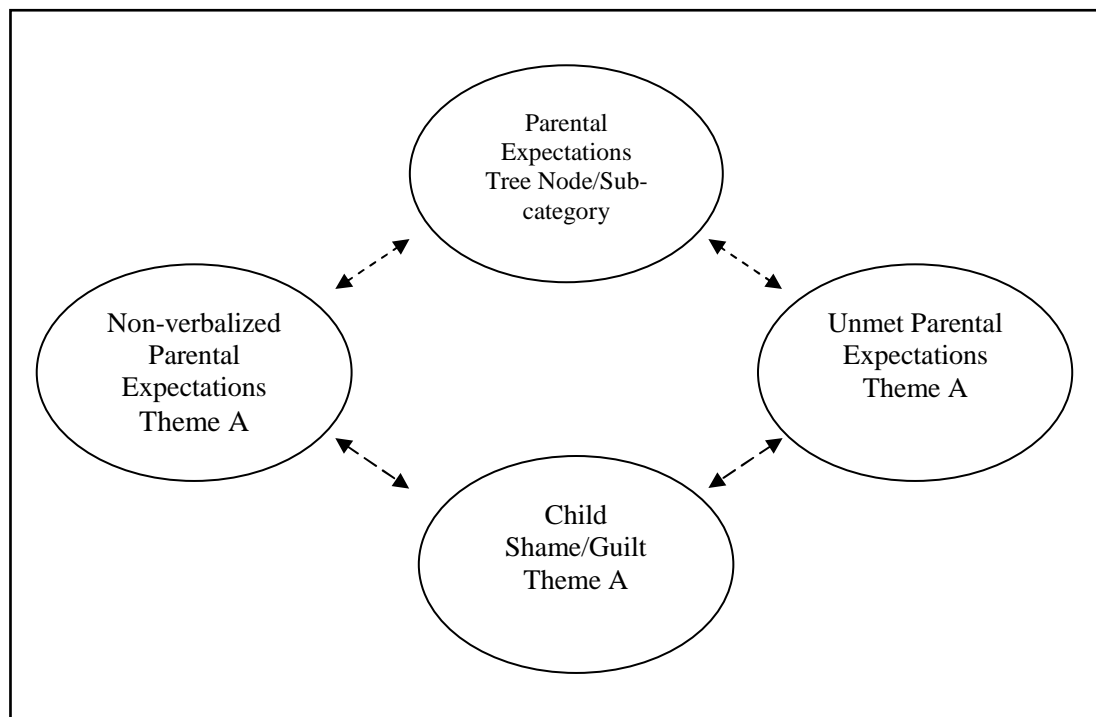 Parental
Expectations
Tree Node/Sub-
category
Non-verbalized
Parental
Expectations
Theme A
Unmet Parental
Expectations
Theme A
Child
Shame/Guilt
Theme A